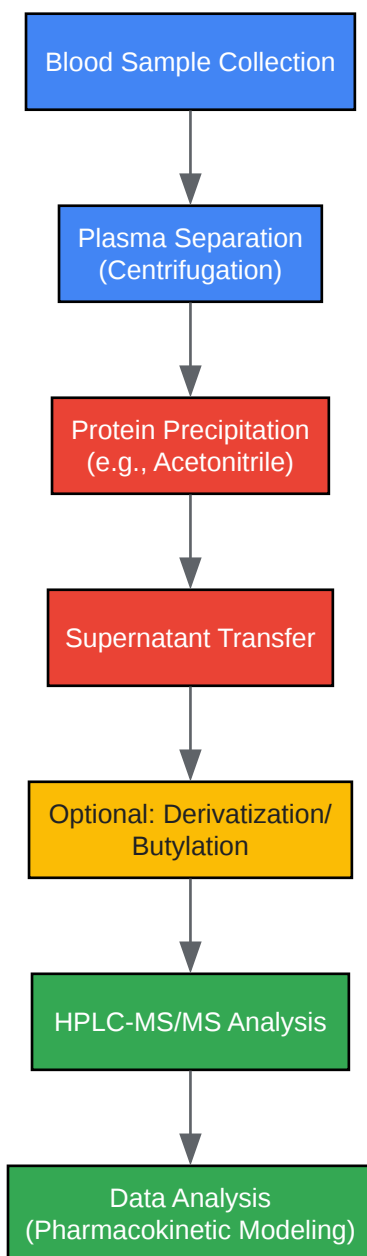 Blood Sample Collection
Plasma Separation
(Centrifugation)
Protein Precipitation
(e.g., Acetonitrile)
Supernatant Transfer
Optional: Derivatization/
Butylation
HPLC-MS/MS Analysis
Data Analysis
(Pharmacokinetic Modeling)